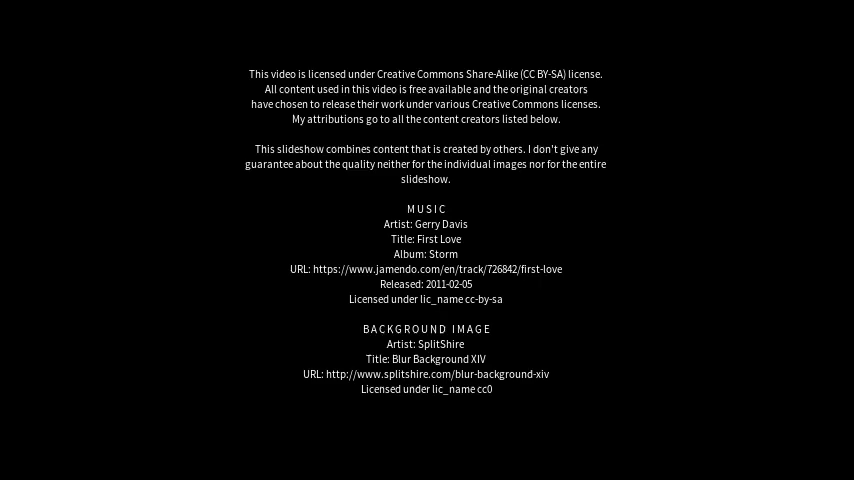 This video is licensed under Creative Commons Share-Alike (CC BY-SA) license.
All content used in this video is free available and the original creators
have chosen to release their work under various Creative Commons licenses.
My attributions go to all the content creators listed below.
This slideshow combines content that is created by others. I don't give any
guarantee about the quality neither for the individual images nor for the entire
slideshow.
MUSIC
Artist: Gerry Davis
Title: First Love
Album: Storm
URL: https://www.jamendo.com/en/track/726842/first-love
Released: 2011-02-05
Licensed under lic_name cc-by-sa
BACKGROUND IMAGE
Artist: SplitShire
Title: Blur Background XIV
URL: http://www.splitshire.com/blur-background-xiv
Licensed under lic_name cc0